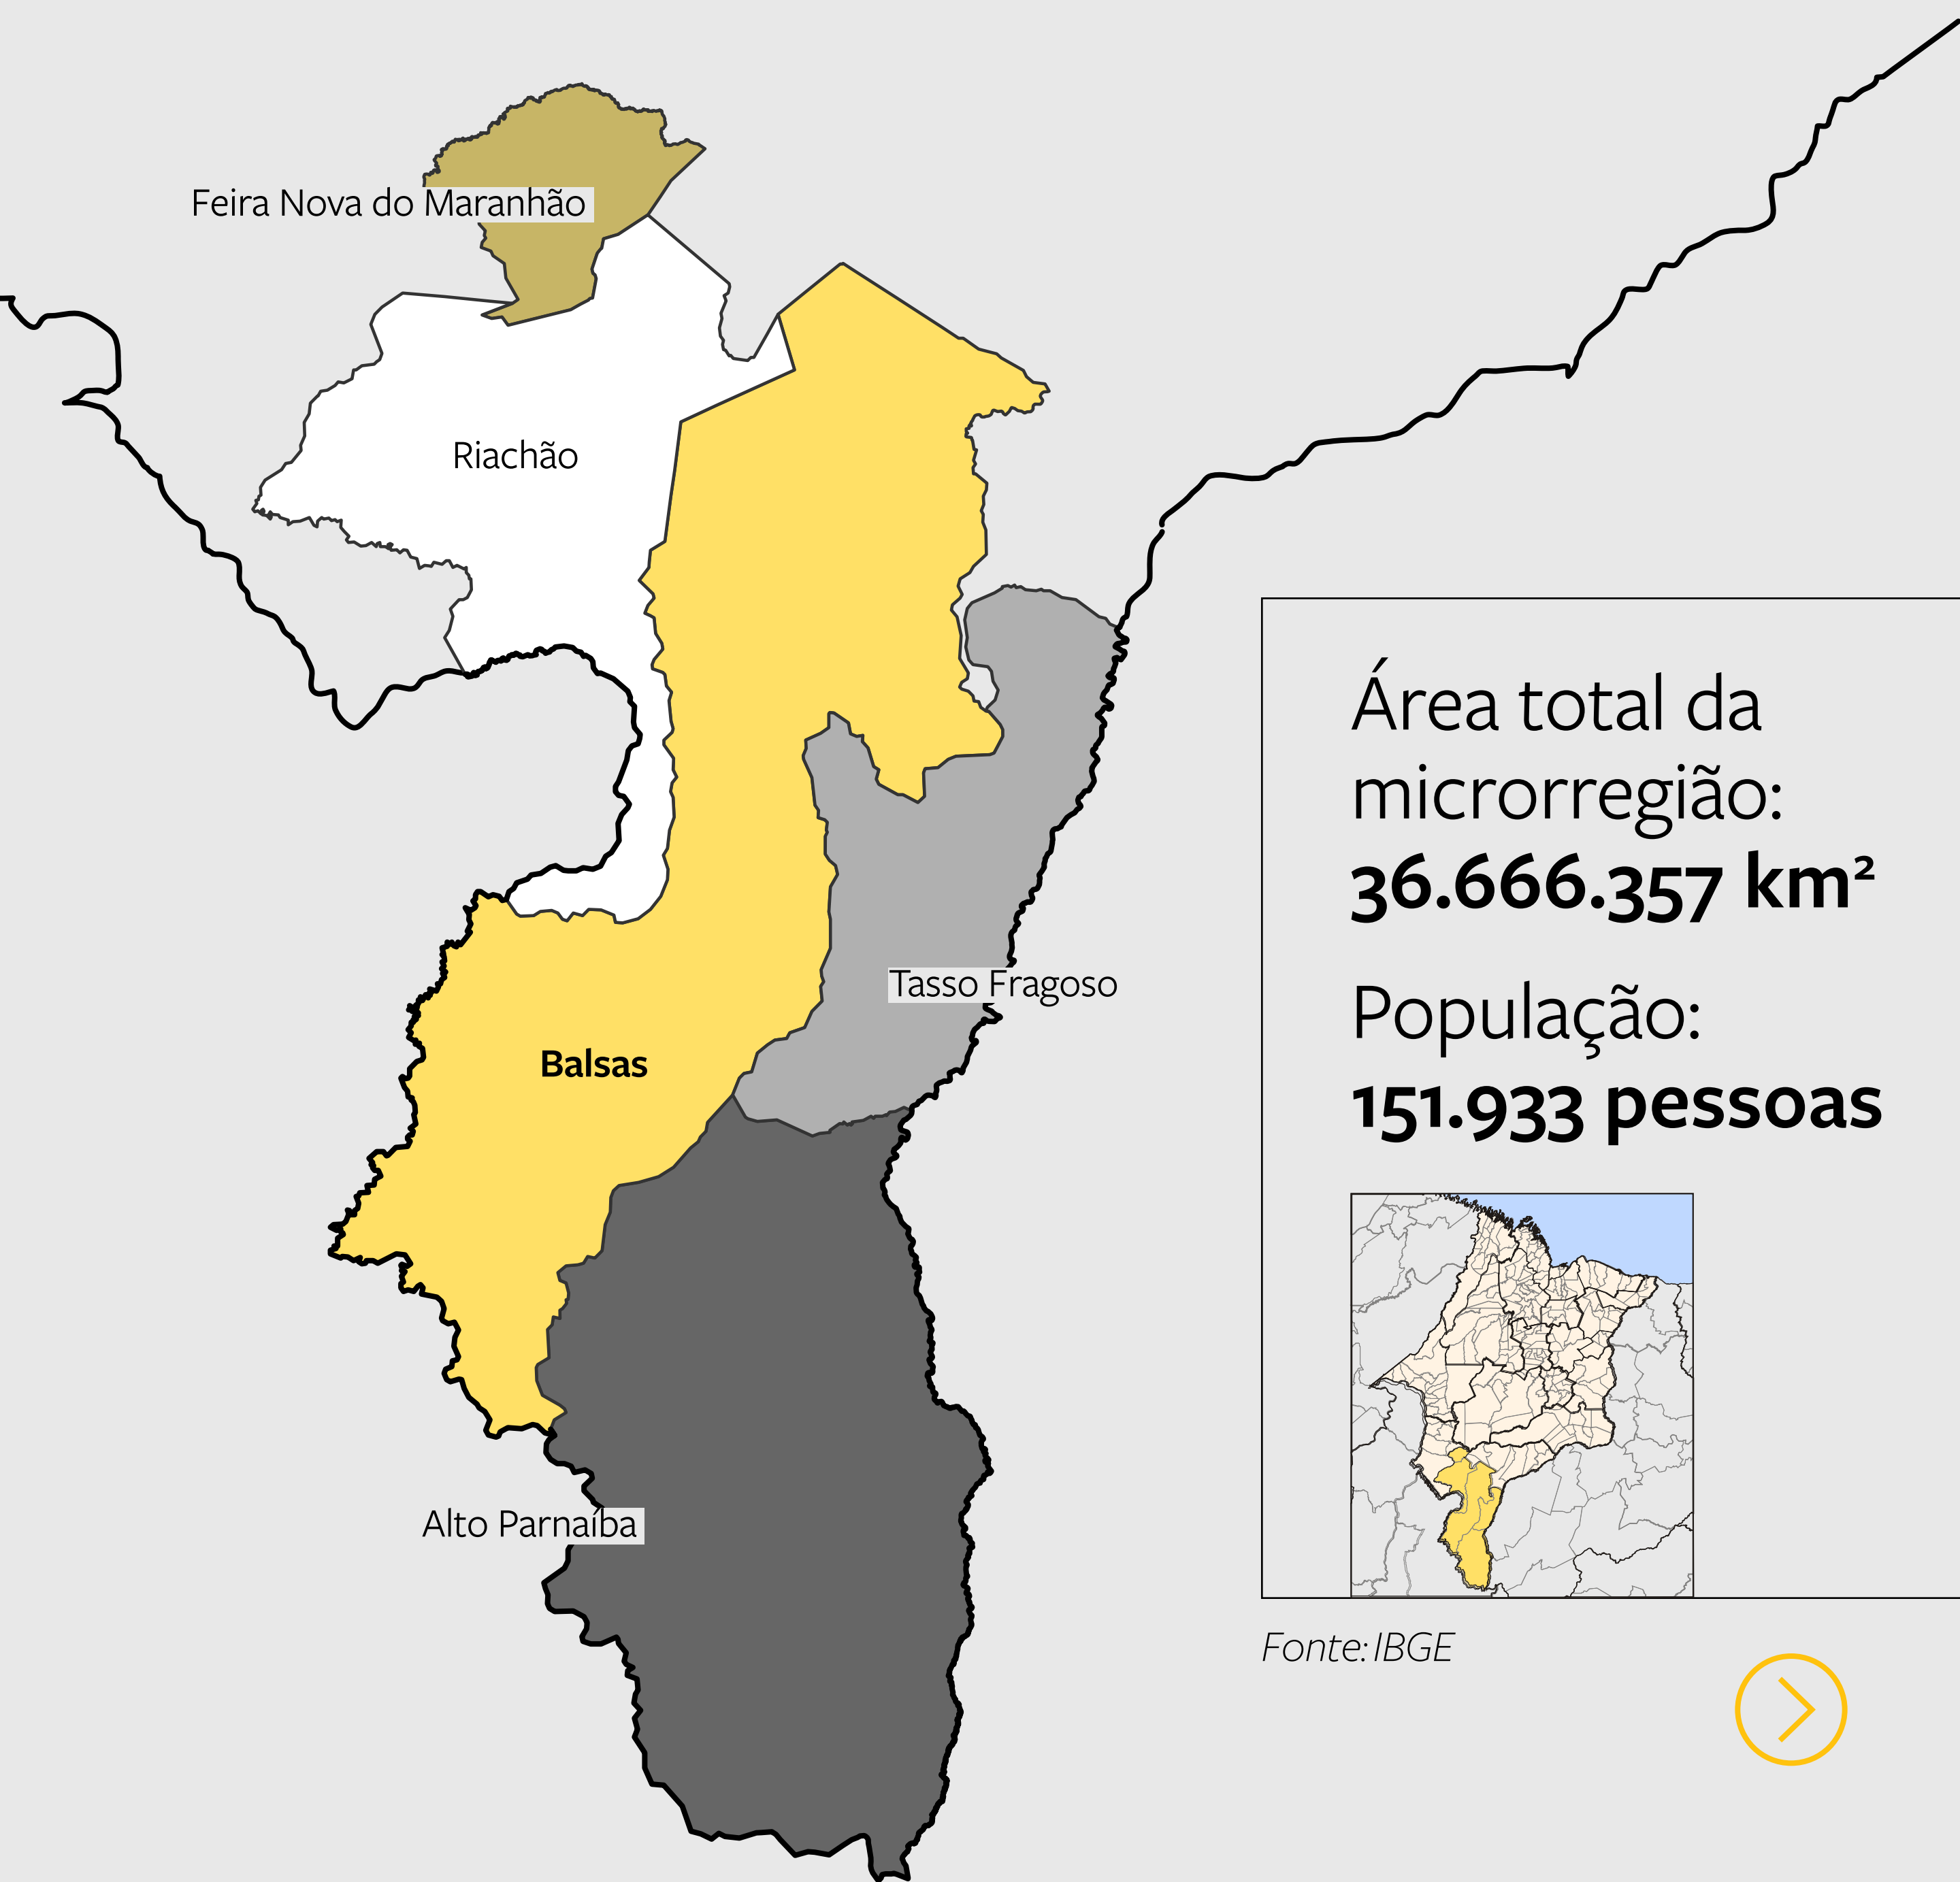 Feira Nova do Maranhão
Riachão
Balsas
Tasso Fragoso
Alto Parnaíba
Área total da
microrregião:
36.666.357 km²
População:
151.933 pessoas
Fonte: IBGE